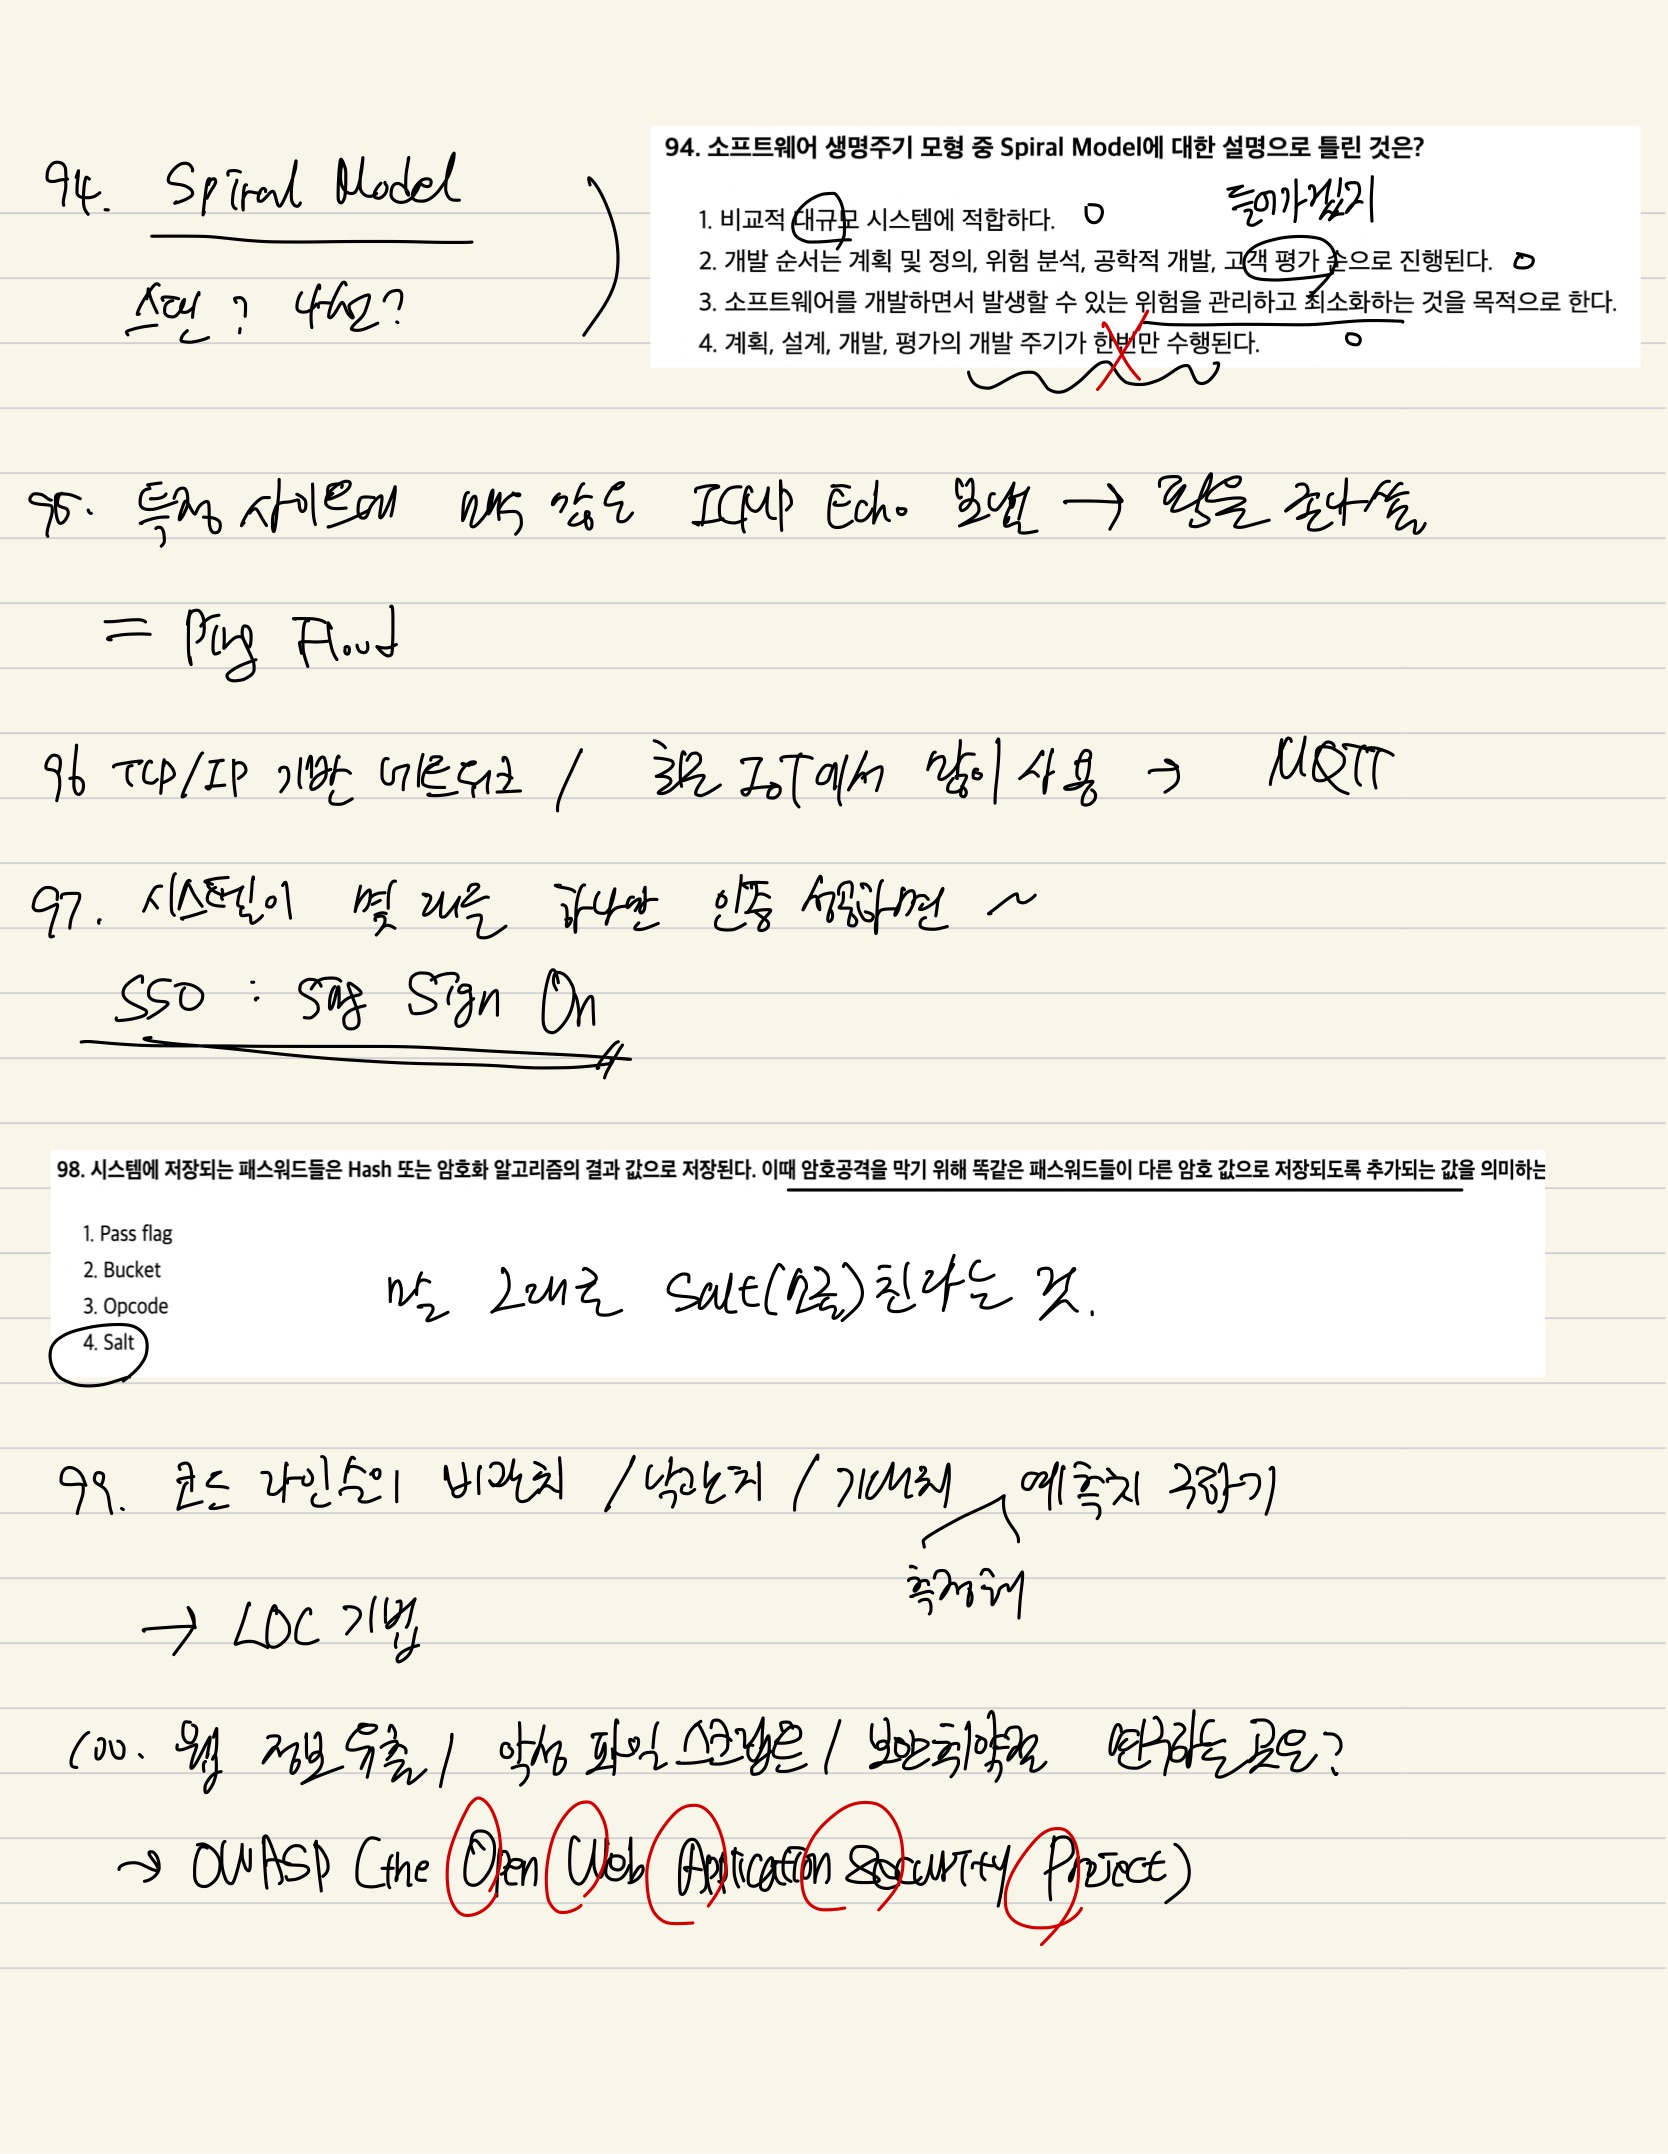 94. Spiral Model
나선?
94. 소프트웨어 생명주기 모형 중 Spiral Model에 대한 설명으로 틀린 것은?
들어가겠지
1. 비교적 대규모 시스템에 적합하다. O
2. 개발 순서는 계획 및 정의, 위험 분석, 공학적 개발, 고객 평가 순으로 진행된다. O
3. 소프트웨어를 개발하면서 발생할 수 있는 위험을 관리하고 최소화하는 것을 목적으로 한다. O
4. 계획, 설계, 개발, 평가의 개발 주기가 한번만 수행된다. X
95. 특정 사이트에 매우 많은 ICMP Echo 보냄 →
= Ping Flood
96 TCP/IP 기반 네트워크 / 최근 IoT에서 많이 사용 → MQTT
97. 시스템이 몇 개든 하나만 인증 성공하면 ~
SSO : Sing Sign On
98. 시스템에 저장되는 패스워드들은 Hash 또는 암호화 알고리즘의 결과 값으로 저장된다. 이때 암호공격을 막기 위해 똑같은 패스워드들이 다른 암호 값으로 저장되도록 추가되는 값을 의미하는
1. Pass flag
2. Bucket
3. Opcode
4. Salt
말 그대로 Salt(소금)친다는 것.
99. 코드 라인수의 비관치 / 낙관치 / 기대치 예측치 구하기
측정해
→ LOC 기법
100. 웹 정보유출 / 악성 파일 스크립트 / 보안취약점 연구하는 곳은?
→ OWASP (the Open Web Application Security Project)